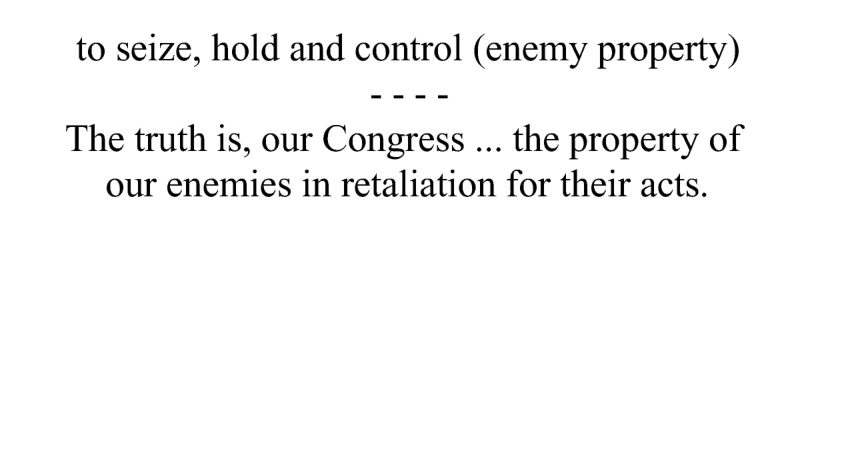 to seize, hold and control (enemy property)
- - - -
The truth is, our Congress ... the property of
our enemies in retaliation for their acts.